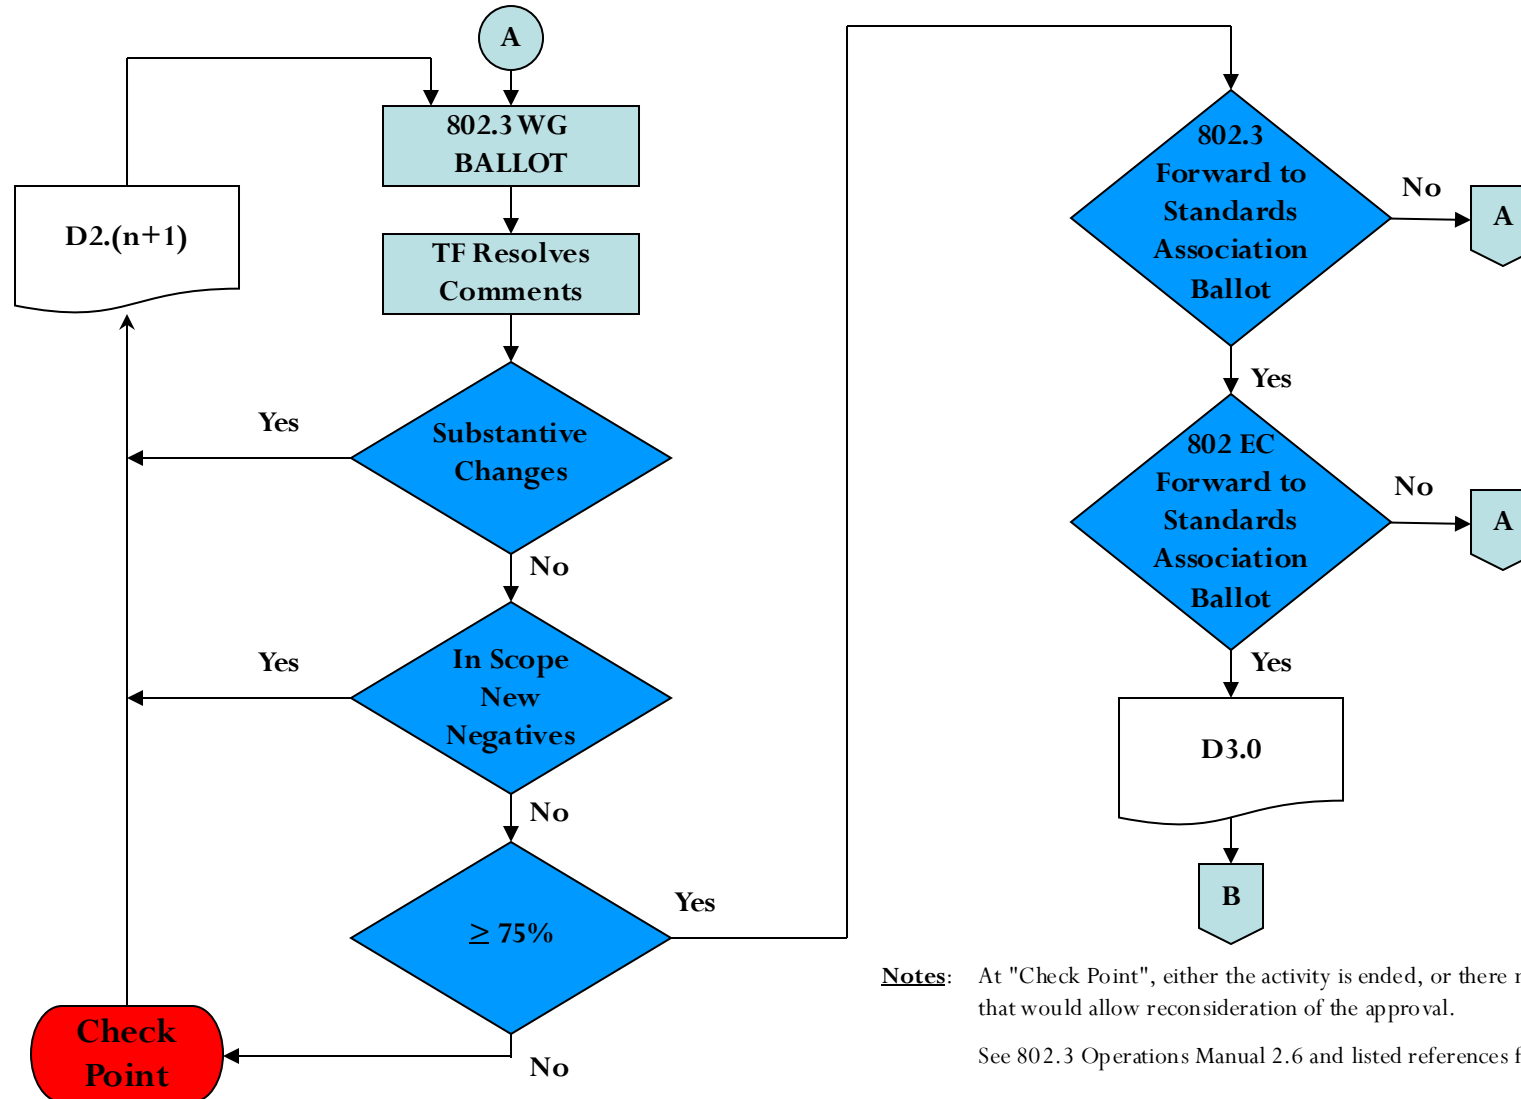 A
802.3 WG
BALLOT
D2.(n+1)
TF Resolves
Comments
Yes
Substantive
Changes
No
Yes
In Scope
New
Negatives
No
≥ 75%
Yes
No
Check
Point
802.3
Forward to
Standards
Association
Ballot
No
A
Yes
802 EC
Forward to
Standards
Association
Ballot
No
A
Yes
D3.0
B
Notes: At "Check Point", either the activity is ended, or there
that would allow reconsideration of the approval.
See 802.3 Operations Manual 2.6 and listed references